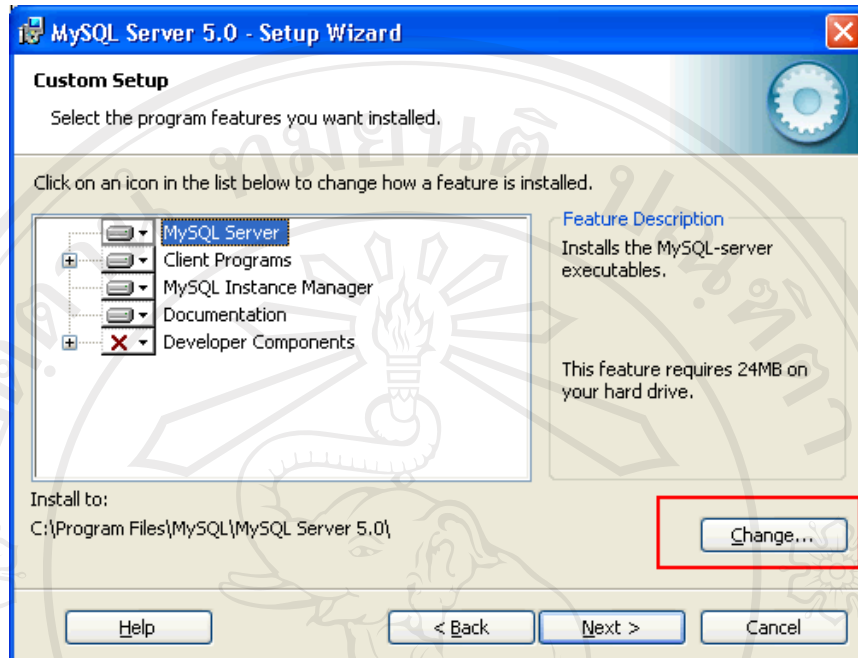 MySQL Server 5.0 - Setup Wizard
Custom Setup
Select the program features you want installed.
Click on an icon in the list below to change how a feature is installed.
MySQL Server
Client Programs
MySQL Instance Manager
Documentation
Developer Components
Feature Description
Installs the MySQL-server
executables.
This feature requires 24MB on
your hard drive.
Install to:
C:\Program Files\MySQL\MySQL Server 5.0\
Change...
Help
< Back
Next >
Cancel